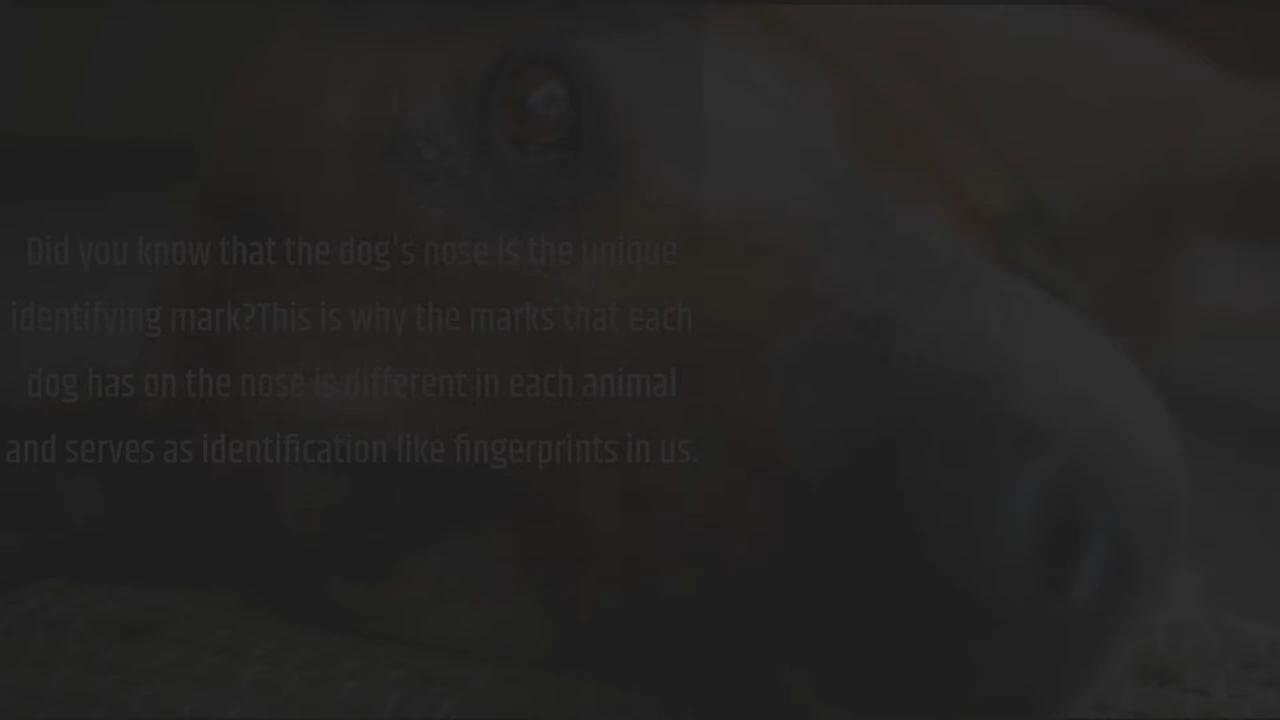 Did you know that the dog's nose is the unique
identifying mark?This is why the marks that each
dog has on the nose is different in each animal
and serves as identification like fingerprints in us.